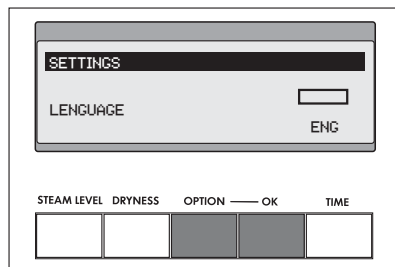 SETTINGS
LENGUAGE
ENG
STEAM LEVEL DRYNESS OPTION OK TIME